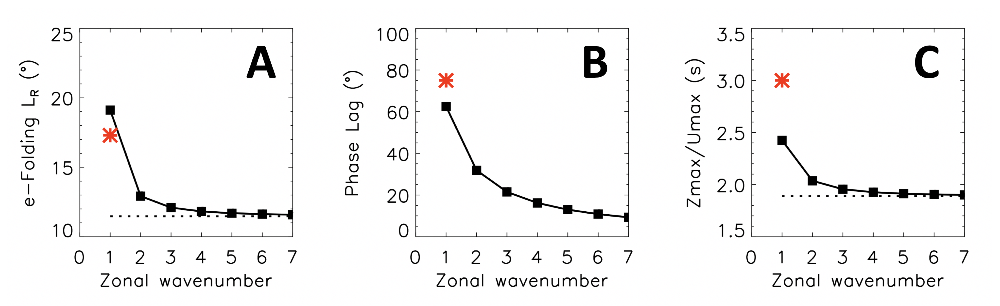 A
e-Folding LR (°)
25
20
15
10
0 1 2 3 4 5 6 7
Zonal wavenumber
B
Phase Lag (°)
100
80
60
40
20
0
0 1 2 3 4 5 6 7
Zonal wavenumber
C
Zmax/Umax (s)
3.5
3.0
2.5
2.0
1.5
0 1 2 3 4 5 6 7
Zonal wavenumber